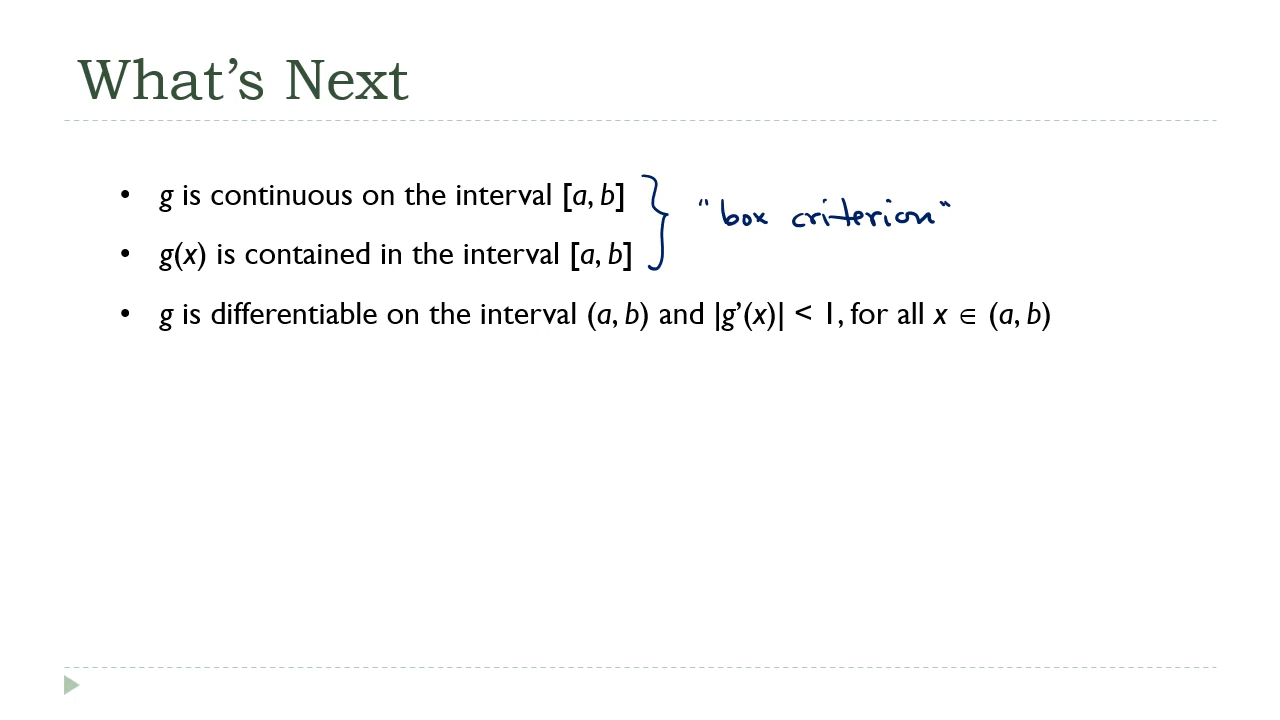 What’s Next
• g is continuous on the interval [a, b]
• g(x) is contained in the interval [a, b]
"box criterion"
• g is differentiable on the interval (a, b) and |g’(x)| < 1, for all x ∈ (a, b)